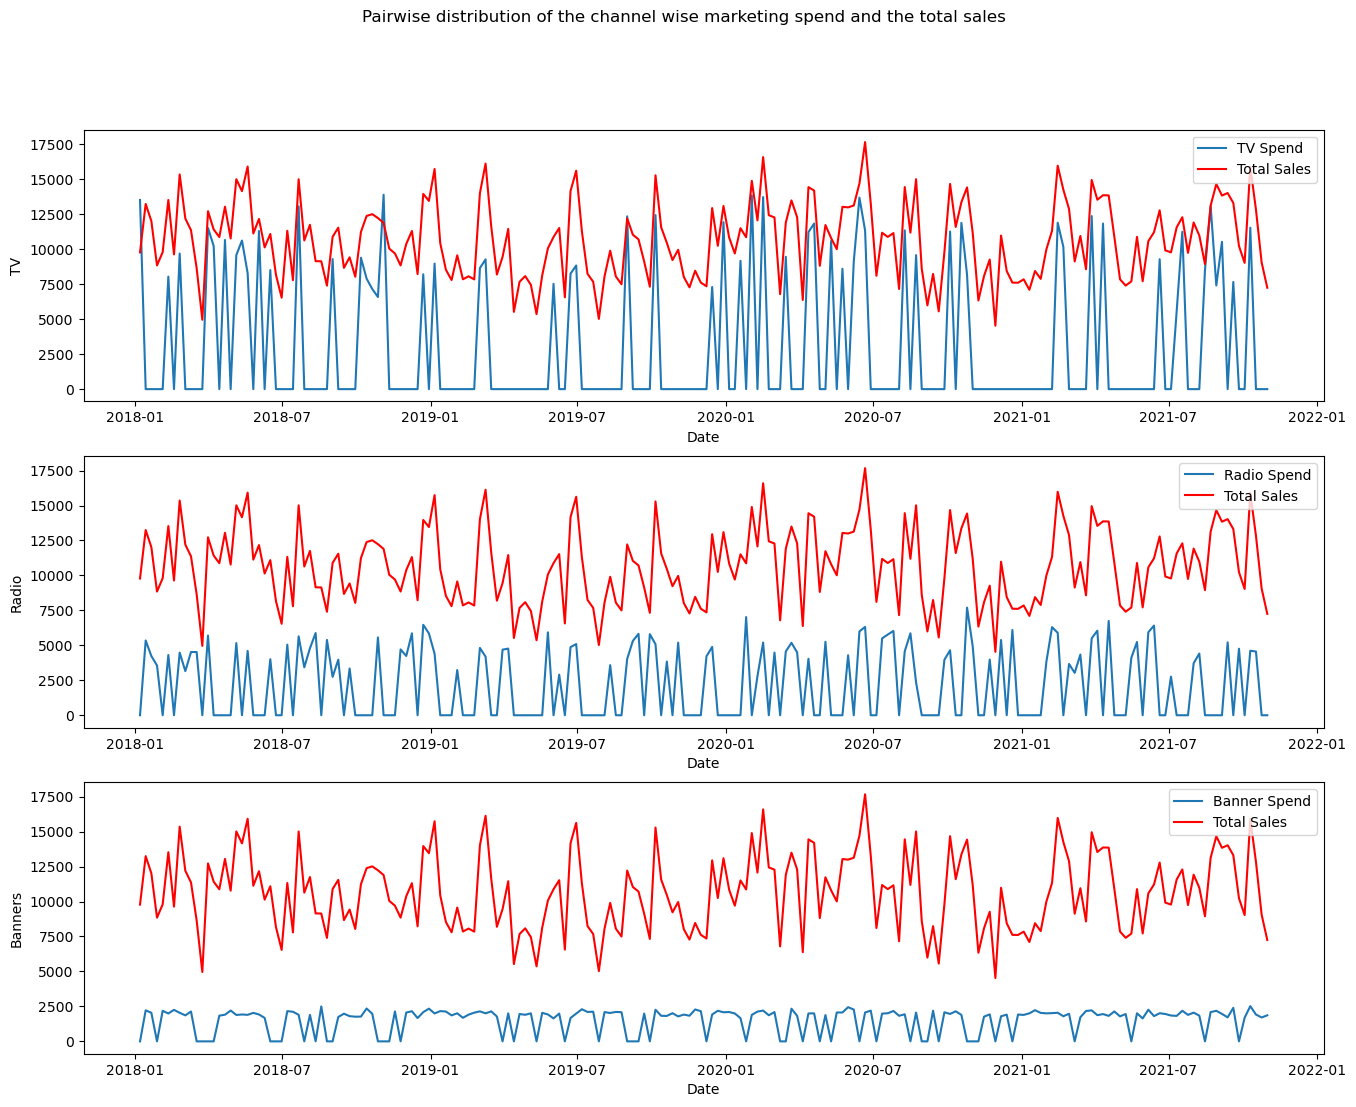 Pairwise distribution of the channel wise marketing spend and the total sales
TV Spend
Total Sales
17500
15000
12500
10000
7500
5000
2500
0
TV
2018-01 2018-07 2019-01 2019-07 2020-01 2020-07 2021-01 2021-07 2022-01
Date
Radio Spend
Total Sales
17500
15000
12500
10000
7500
5000
2500
0
Radio
2018-01 2018-07 2019-01 2019-07 2020-01 2020-07 2021-01 2021-07 2022-01
Date
Banner Spend
Total Sales
17500
15000
12500
10000
7500
5000
2500
0
Banners
2018-01 2018-07 2019-01 2019-07 2020-01 2020-07 2021-01 2021-07 2022-01
Date